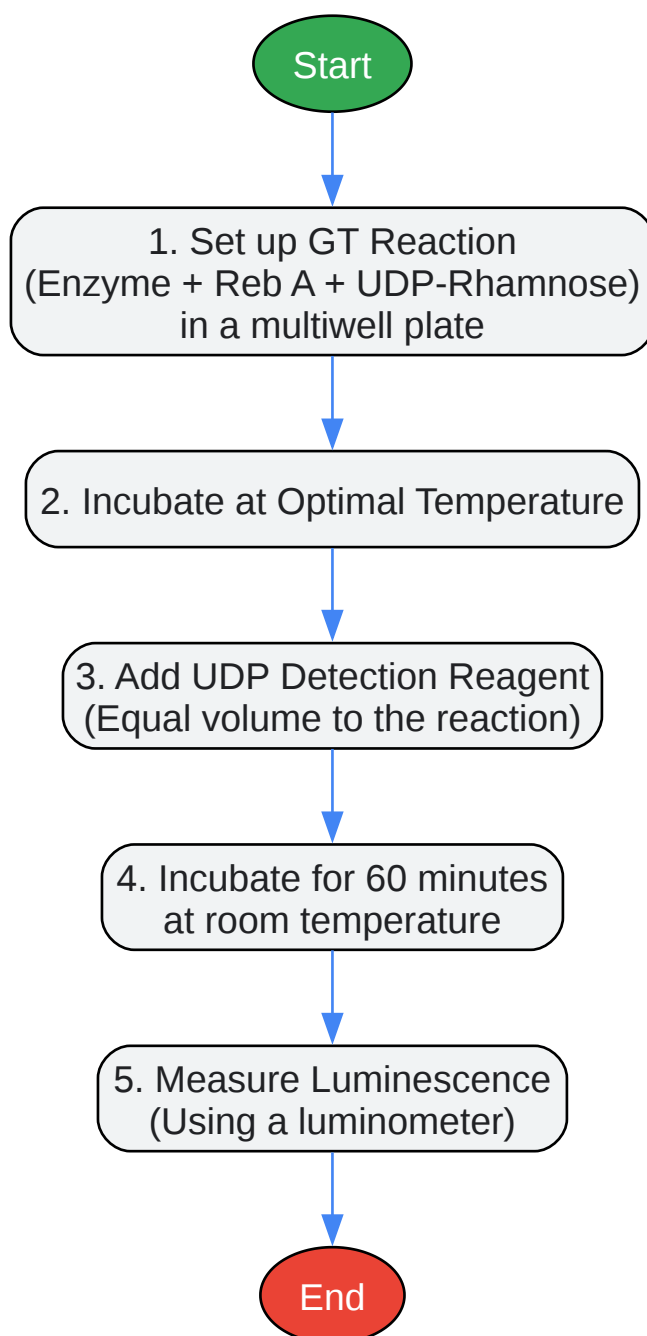 Start
1. Set up GT Reaction
(Enzyme + Reb A + UDP-Rhamnose)
in a multiwell plate
2. Incubate at Optimal Temperature
3. Add UDP Detection Reagent
(Equal volume to the reaction)
4. Incubate for 60 minutes
at room temperature
5. Measure Luminescence
(Using a luminometer)
End